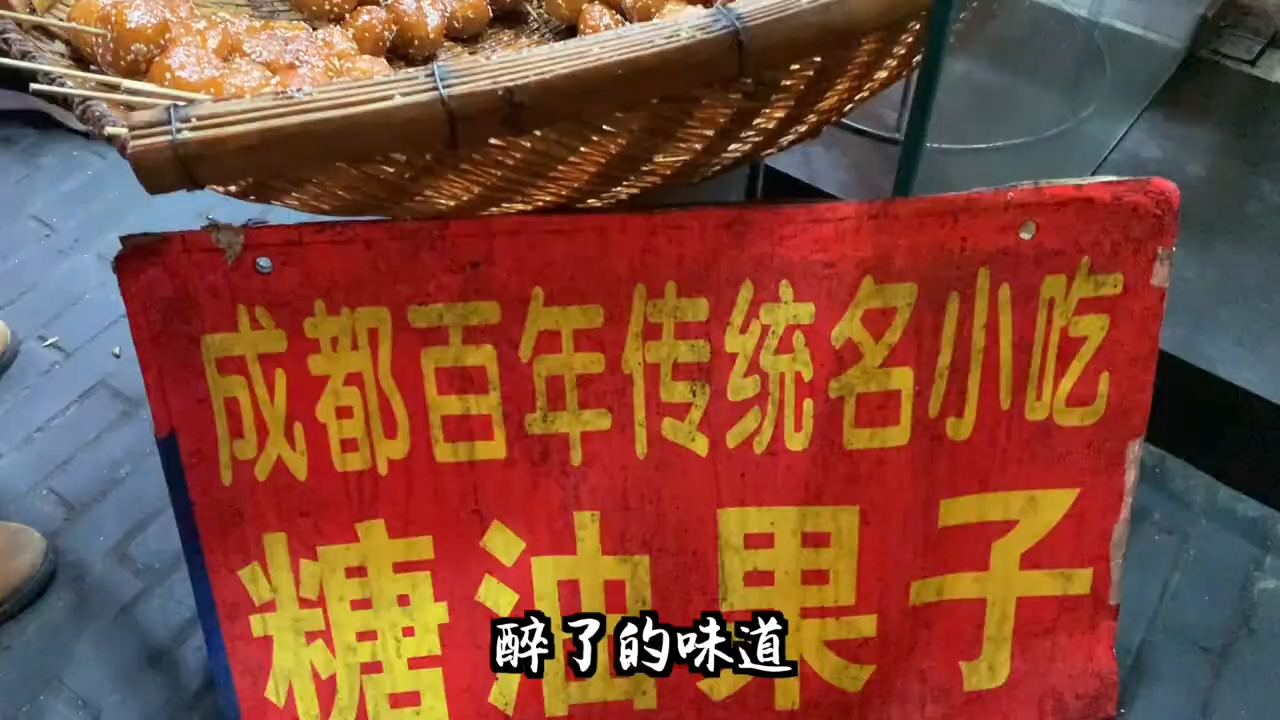 成都百年传统名小吃
糖油果子
醉了的味道